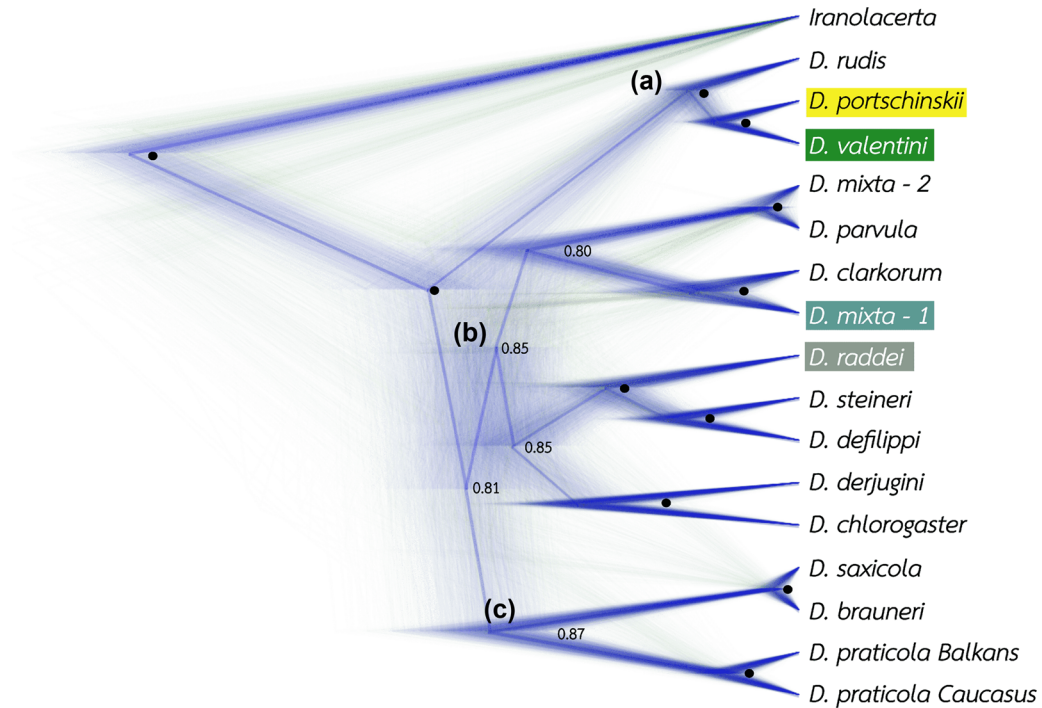 Iranolacerta
D. rudis
(a)
D. portschinskii
D. valentini
D. mixta - 2
D. parvula
0.80
D. clarkorum
D. mixta - 1
(b)
0.85
D. raddei
D. steineri
D. defilippi
0.85
D. derjugini
0.81
D. chlorogaster
D. saxicola
(c)
D. brauneri
0.87
D. praticola Balkans
D. praticola Caucasus